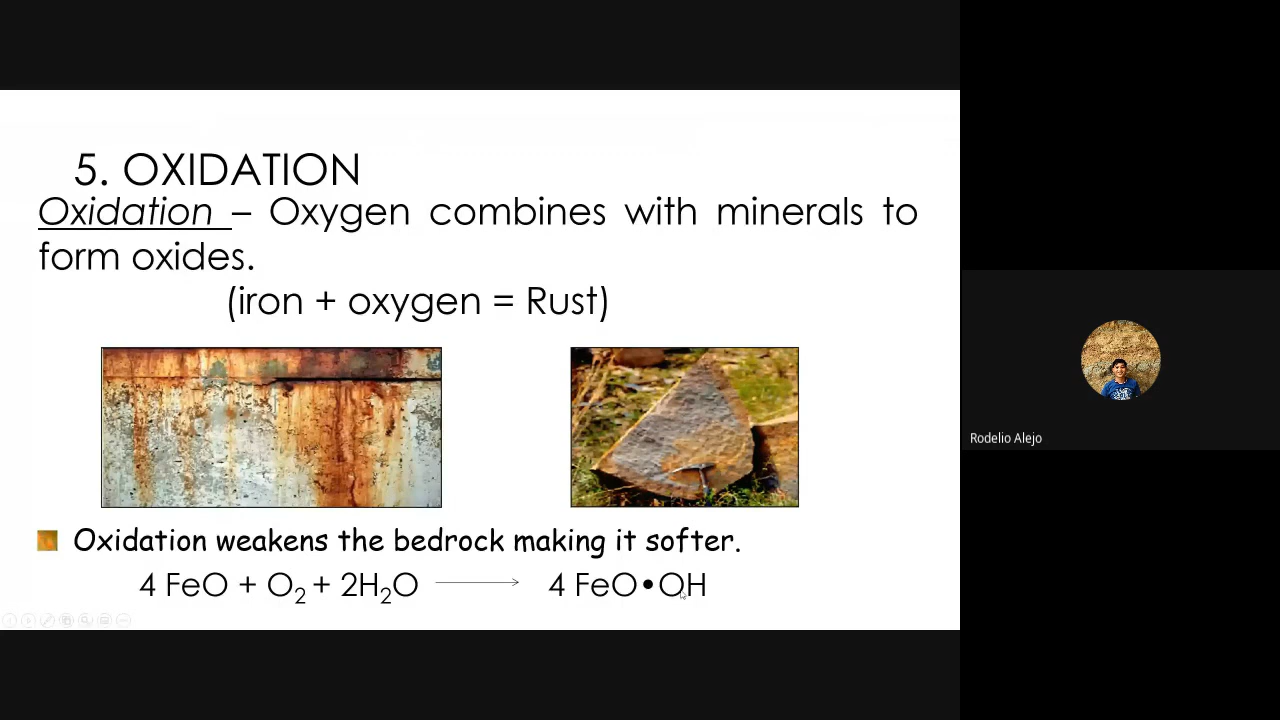 5. OXIDATION
Oxidation – Oxygen combines with minerals to
form oxides.
(iron + oxygen = Rust)
Oxidation weakens the bedrock making it softer.
4 FeO + O₂ + 2H₂O ⟶ 4 FeO•OH
Rodelio Alejo